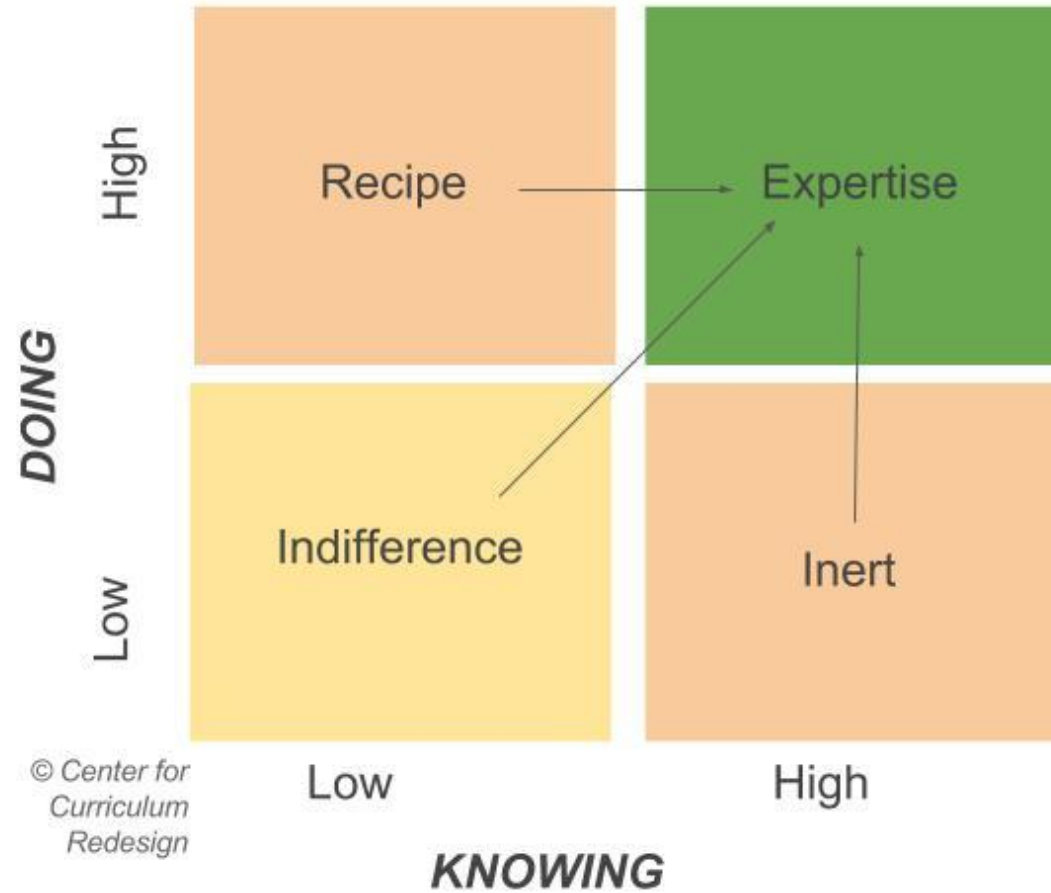 High
Recipe
Expertise
DOING
Low
Indifference
Inert
© Center for
Curriculum
Redesign
Low
High
KNOWING